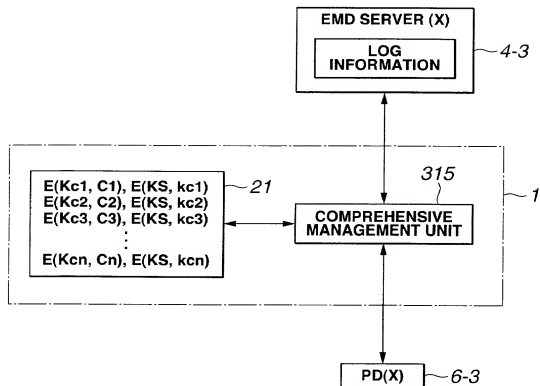 EMD SERVER (X)
LOG
INFORMATION
4-3
E(Kc1, C1), E(KS, kc1)
E(Kc2, C2), E(KS, kc2)
E(Kc3, C3), E(KS, kc3)
⋮
E(Kcn, Cn), E(KS, kcn)
21
315
COMPREHENSIVE
MANAGEMENT UNIT
1
PD(X)
6-3